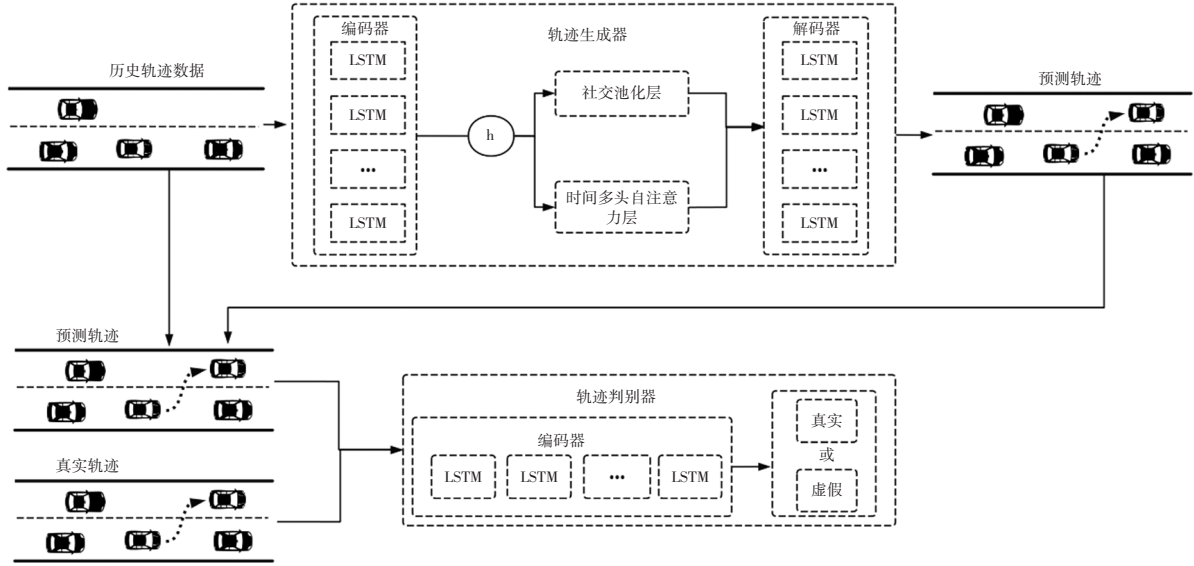 历史轨迹数据
轨迹生成器
编码器
LSTM
LSTM
...
LSTM
h
社交池化层
时间多头自注意
力层
解码器
LSTM
LSTM
...
LSTM
预测轨迹
预测轨迹
真实轨迹
轨迹判别器
编码器
LSTM
LSTM
...
LSTM
真实
或
虚假